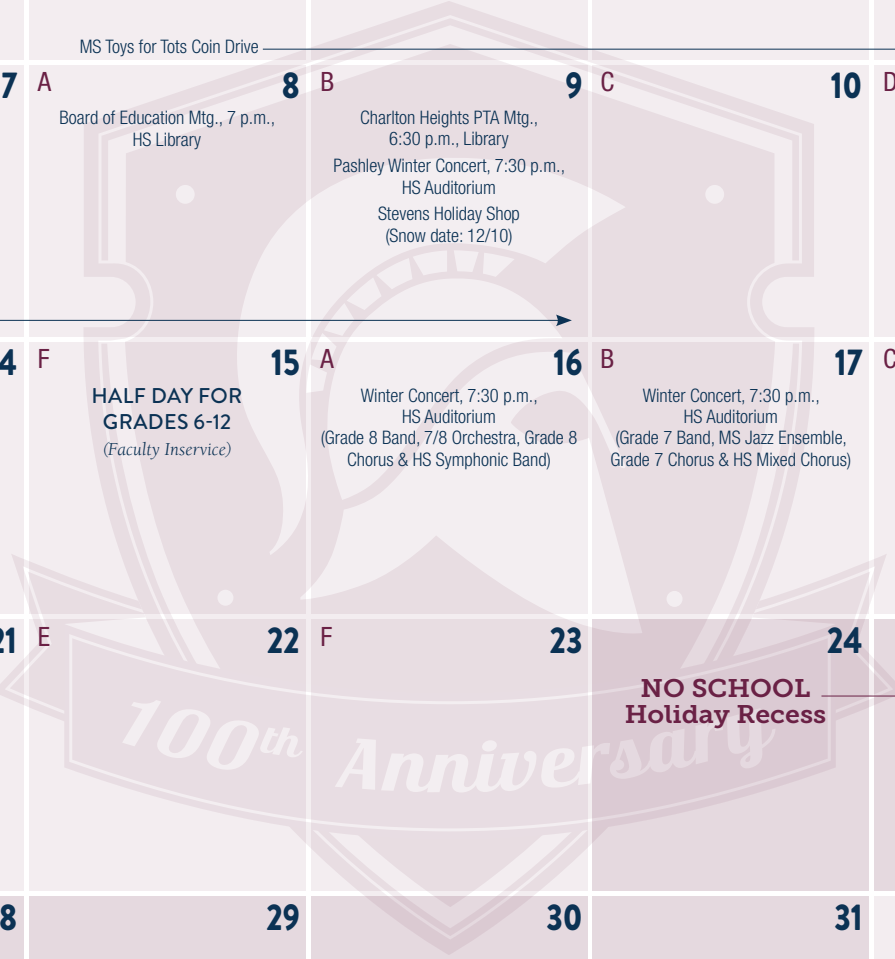 MS Toys for Tots Coin Drive
7
A
8
Board of Education Mtg., 7 p.m.,
HS Library
B
9
Charlton Heights PTA Mtg.,
6:30 p.m., Library
Pashley Winter Concert, 7:30 p.m.,
HS Auditorium
Stevens Holiday Shop
(Snow date: 12/10)
C
10
D
4
F
15
HALF DAY FOR
GRADES 6-12
(Faculty Inservice)
A
16
Winter Concert, 7:30 p.m.,
HS Auditorium
(Grade 8 Band, 7/8 Orchestra, Grade 8
Chorus & HS Symphonic Band)
B
17
Winter Concert, 7:30 p.m.,
HS Auditorium
(Grade 7 Band, MS Jazz Ensemble,
Grade 7 Chorus & HS Mixed Chorus)
C
21
E
22
F
23
24
NO SCHOOL
Holiday Recess
100th Anniversary
8
29
30
31